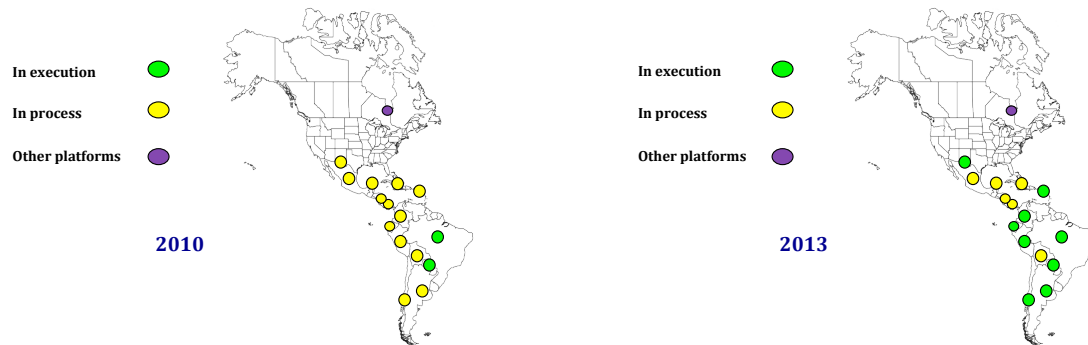 In execution
In process
Other platforms
2010
In execution
In process
Other platforms
2013